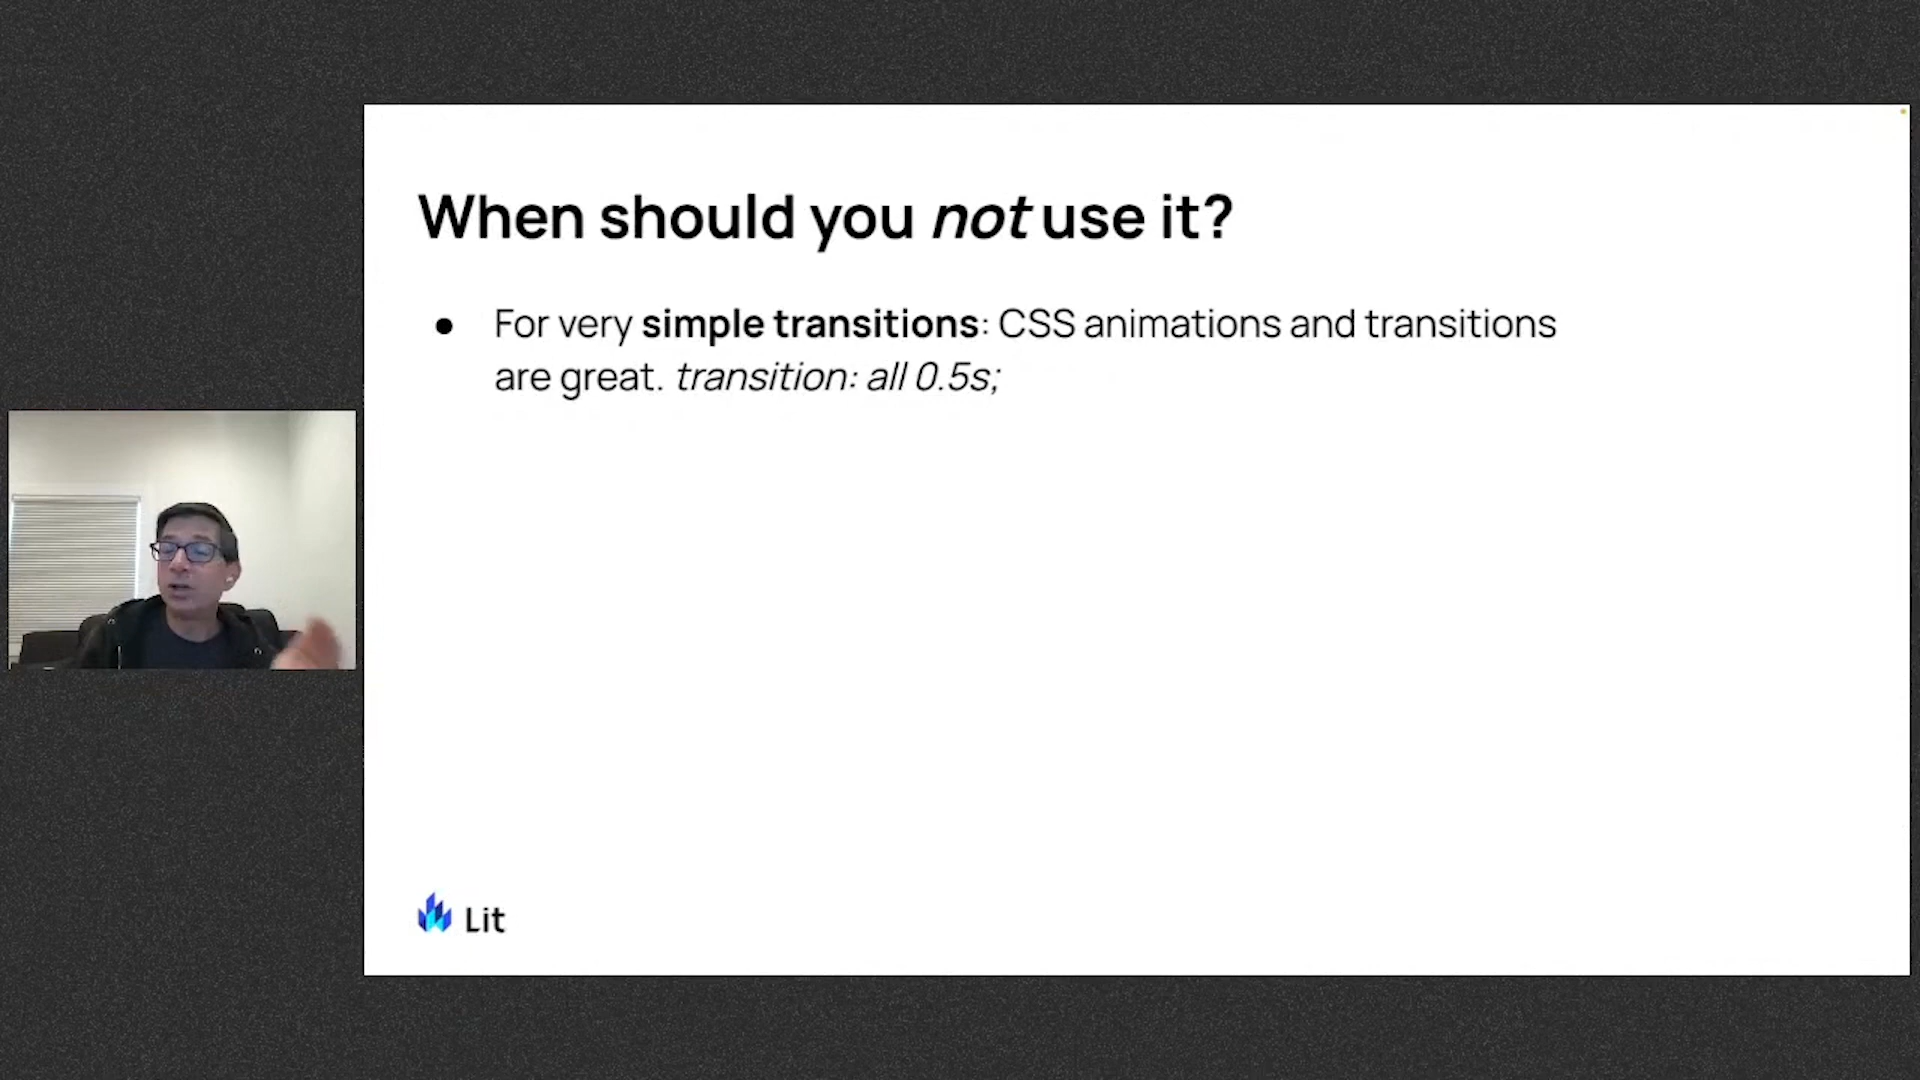 When should you not use it?
● For very simple transitions: CSS animations and transitions
are great. transition: all 0.5s;
Lit